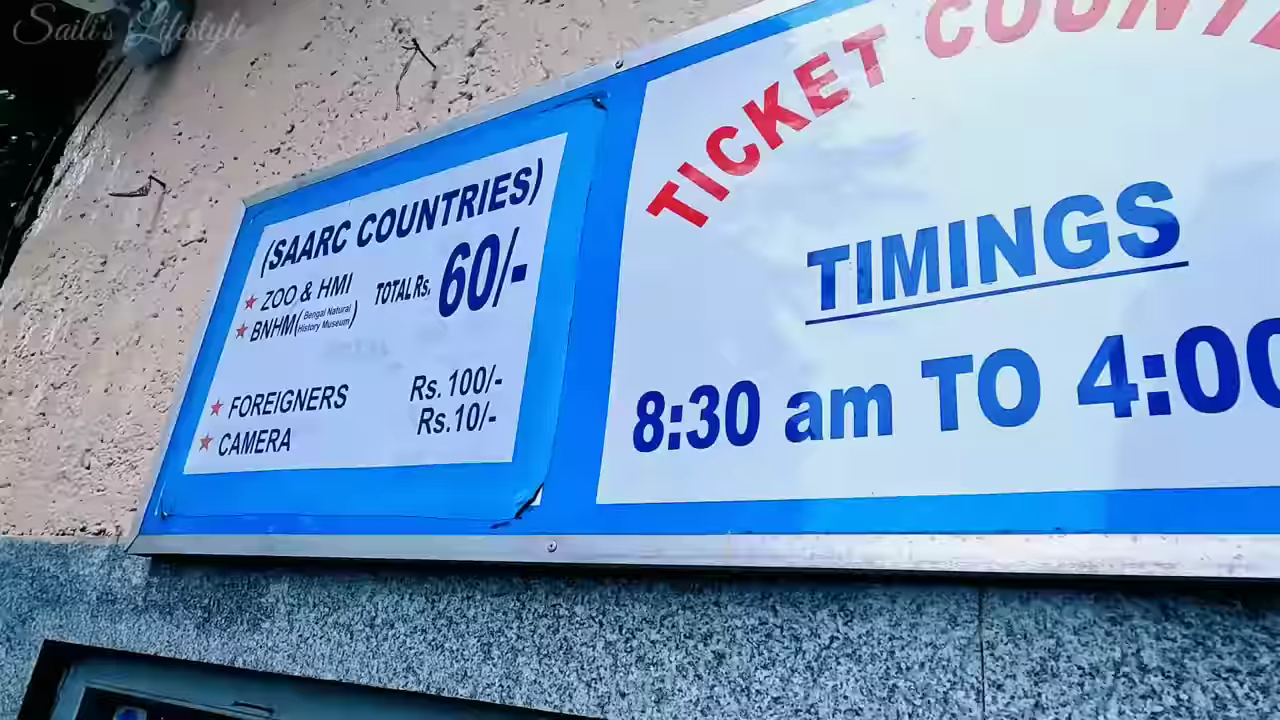 Saili's Lifestyle
(SAARC COUNTRIES)
★ ZOO & HMI
★ BNHM (Bengal Natural History Museum)
TOTAL Rs. 60/-
★ FOREIGNERS Rs. 100/-
★ CAMERA Rs.10/-
TICKET COUNTE
TIMINGS
8:30 am TO 4:00